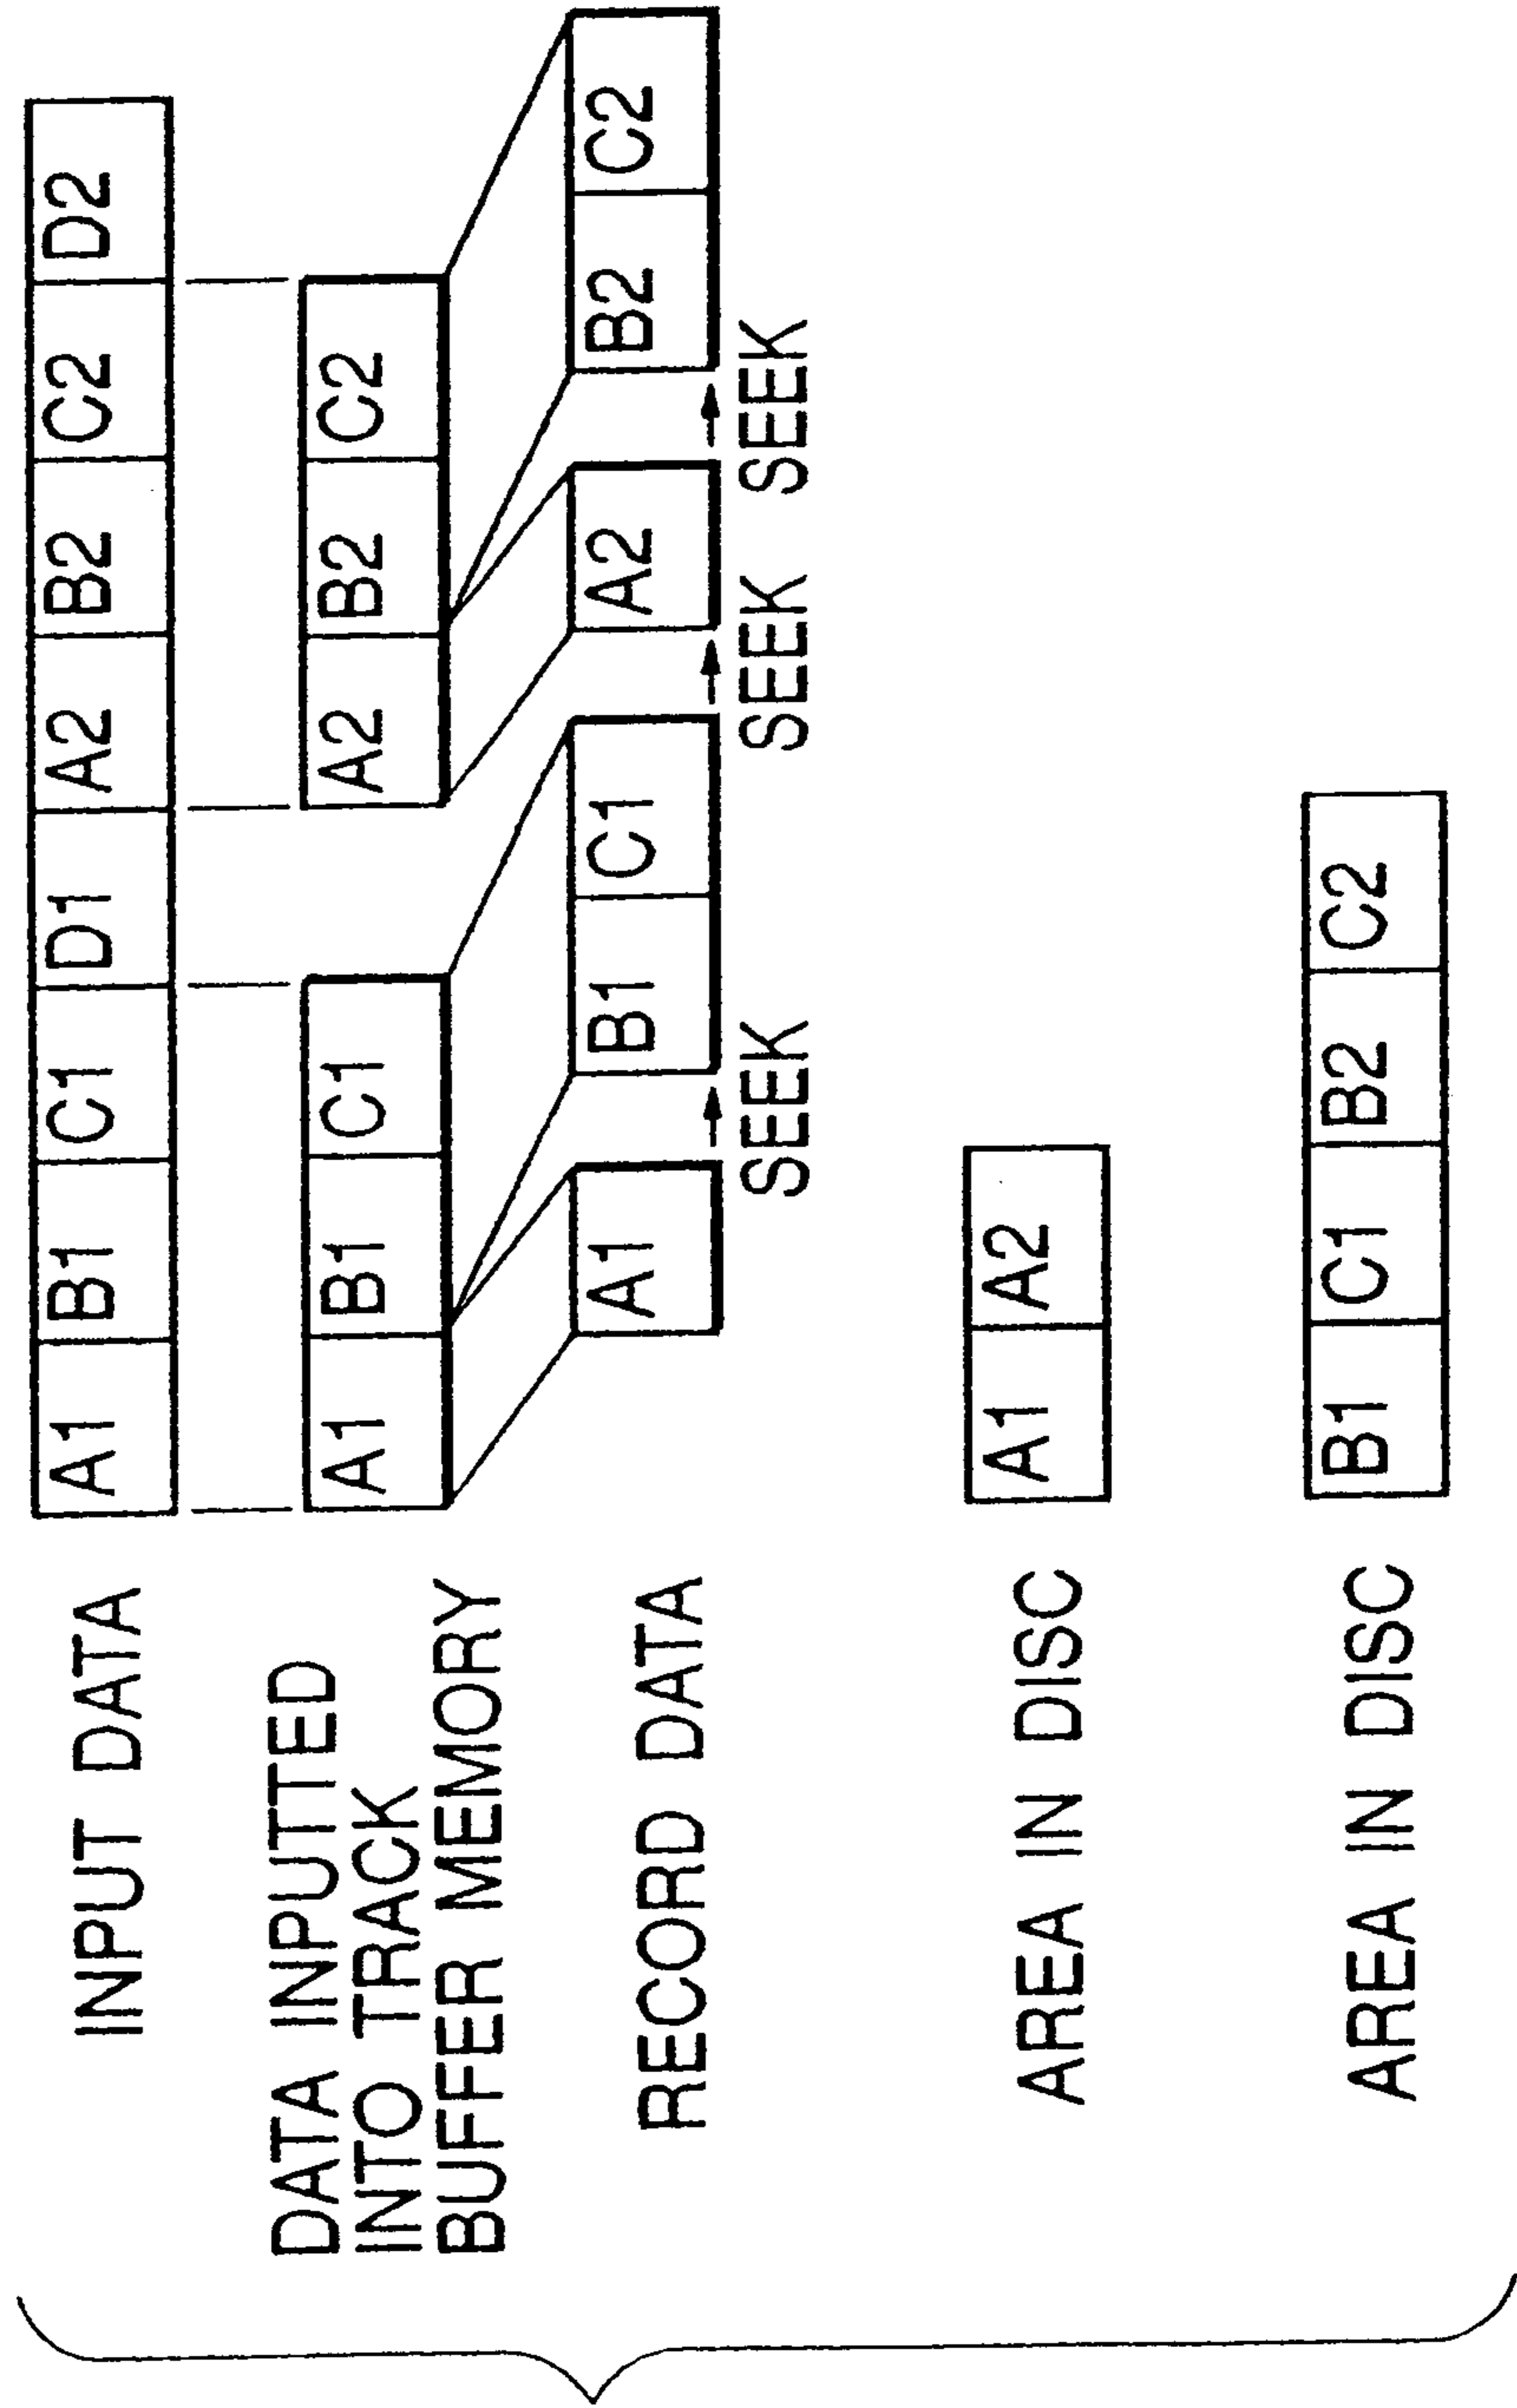 INPUT DATA
A1 B1 C1 D1 A2 B2 C2 D2
DATA INPUTTED
INTO TRACK
BUFFER MEMORY
A1 B1 C1
A2 B2 C2
RECORD DATA
A1
B1 C1
A2
B2 C2
SEEK
SEEK
SEEK
AREA IN DISC
A1 A2
AREA IN DISC
B1 C1 B2 C2